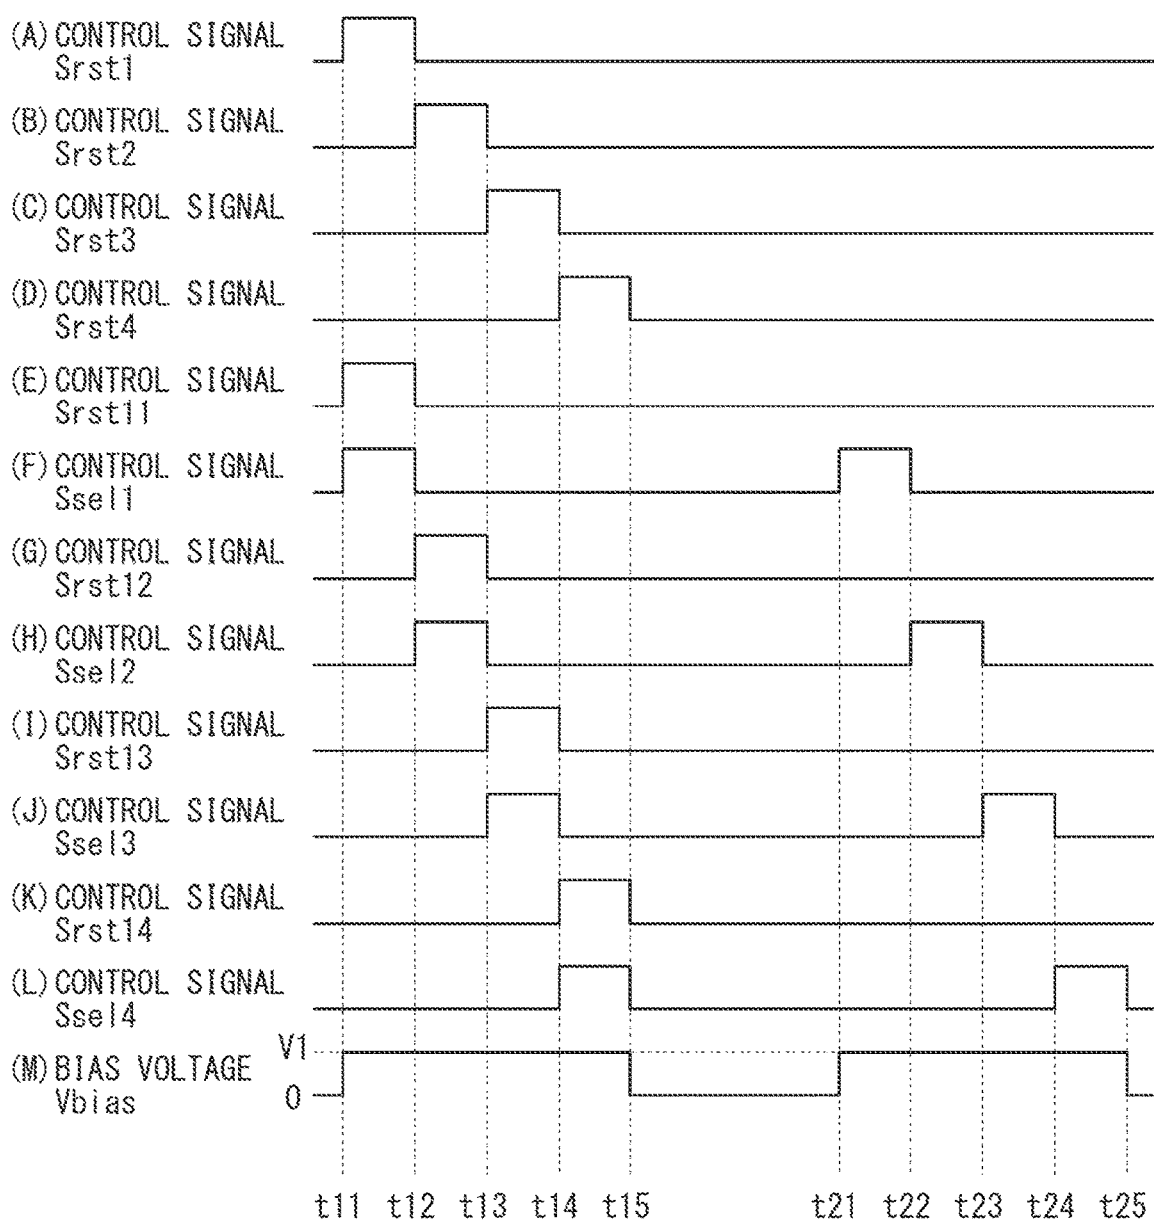 (A) CONTROL SIGNAL
Srst1
(B) CONTROL SIGNAL
Srst2
(C) CONTROL SIGNAL
Srst3
(D) CONTROL SIGNAL
Srst4
(E) CONTROL SIGNAL
Srst11
(F) CONTROL SIGNAL
Ssel1
(G) CONTROL SIGNAL
Srst12
(H) CONTROL SIGNAL
Ssel2
(I) CONTROL SIGNAL
Srst13
(J) CONTROL SIGNAL
Ssel3
(K) CONTROL SIGNAL
Srst14
(L) CONTROL SIGNAL
Ssel4
V1
(M) BIAS VOLTAGE
Vbias 0
t11 t12 t13 t14 t15 t21 t22 t23 t24 t25